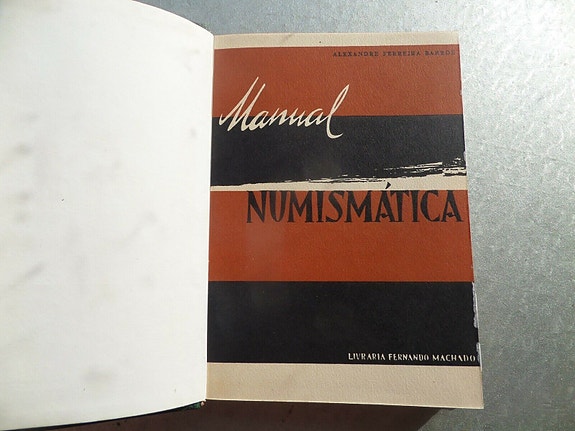 ALEXANDRE FERREIRA BARROS
Manual
NUMISMÁTICA
LIVRARIA FERNANDO MACHADO